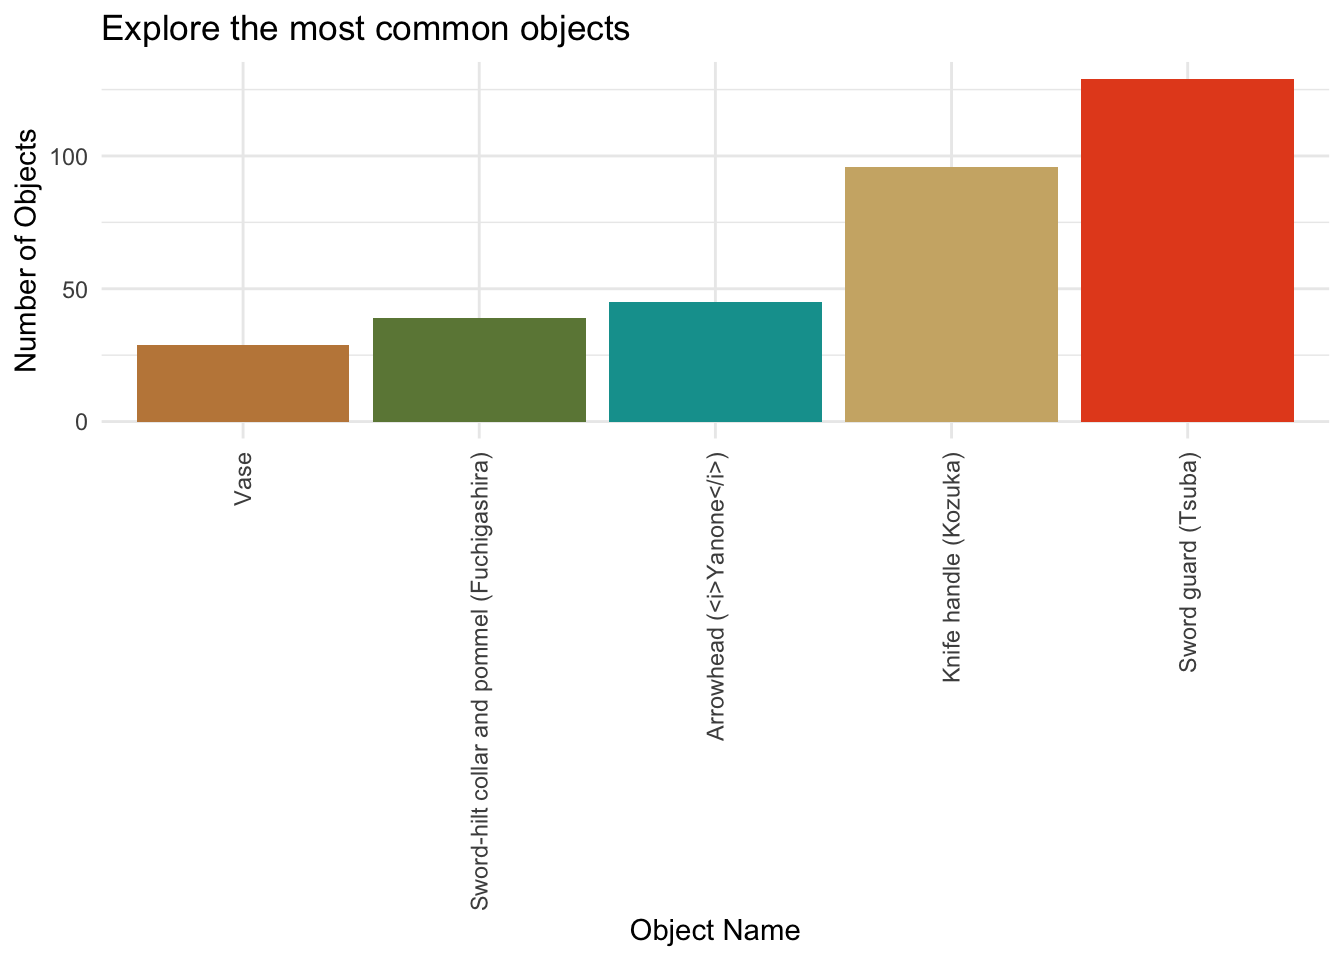 Explore the most common objects
Number of Objects
100
50
0
Vase
Sword-hilt collar and pommel (Fuchigashira)
Arrowhead (<i>Yanone</i>)
Knife handle (Kozuka)
Sword guard (Tsuba)
Object Name